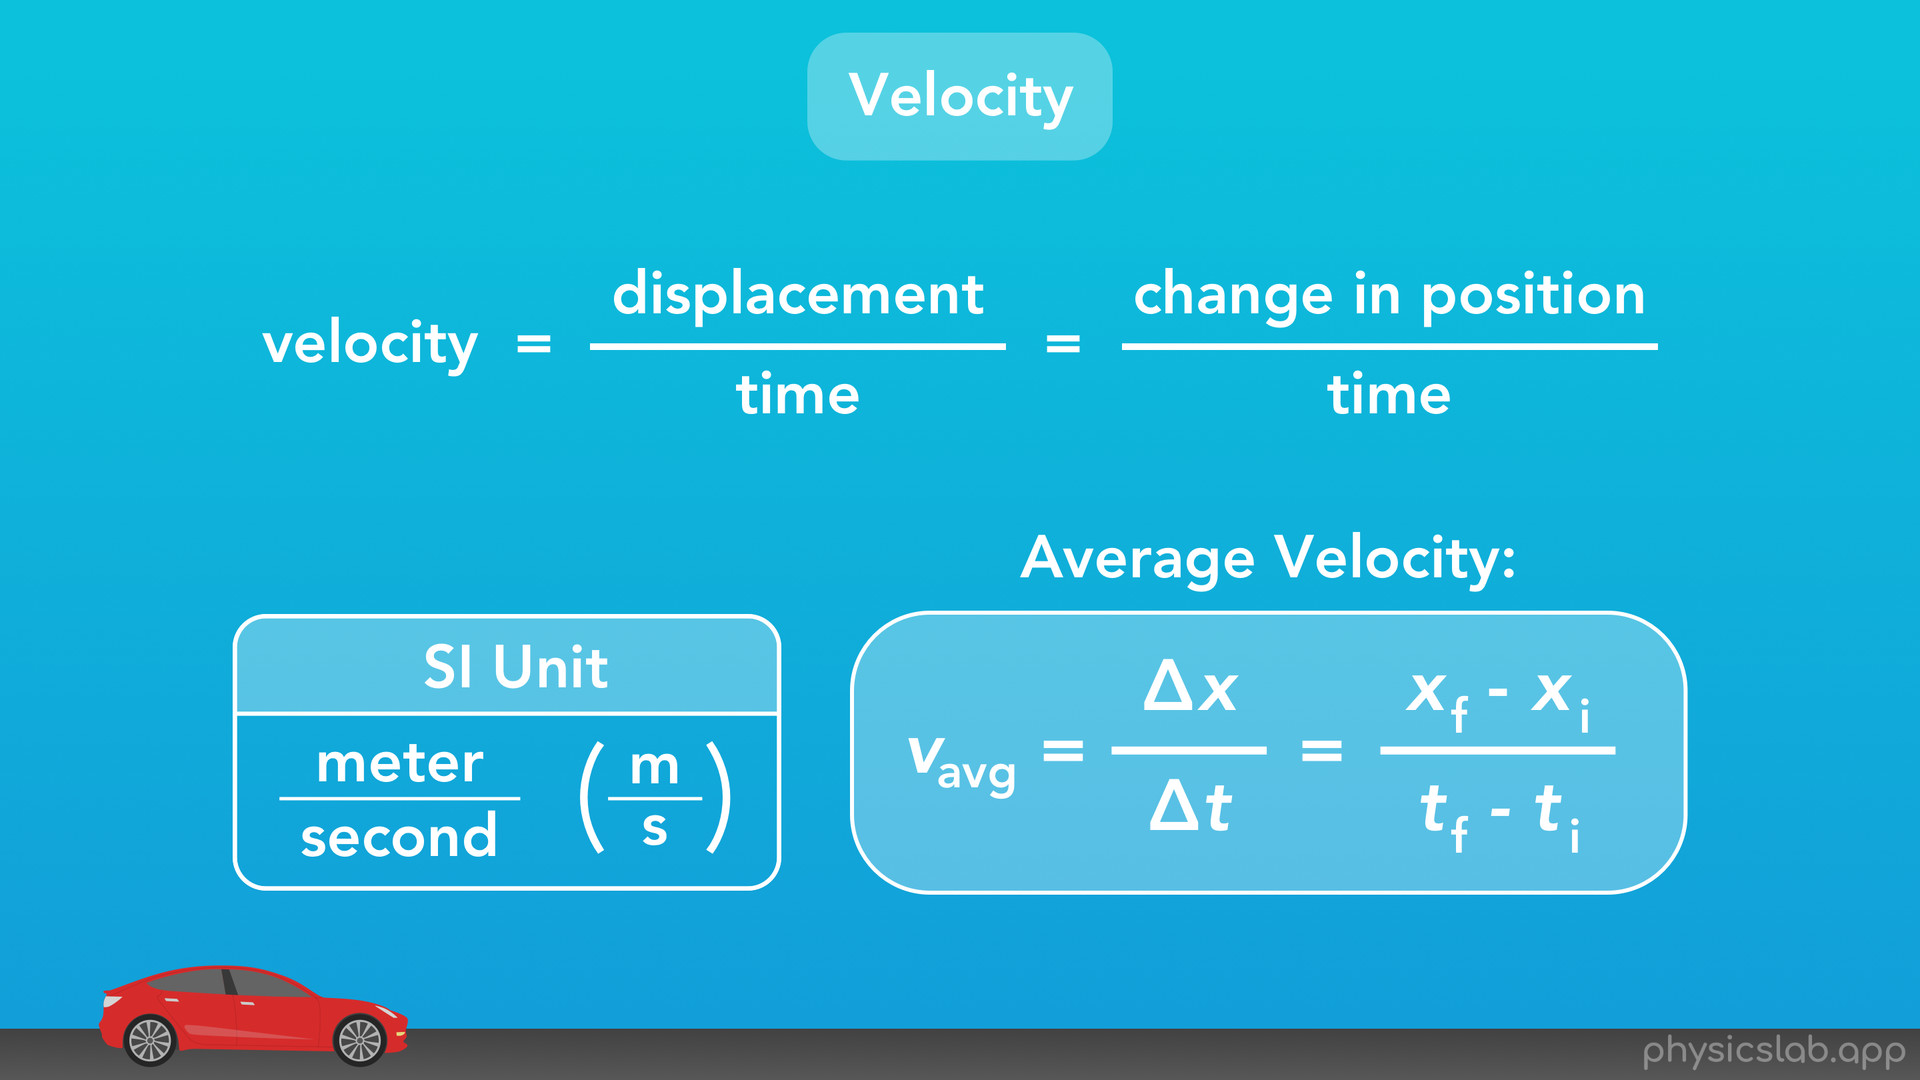 Velocity
velocity = displacement / time = change in position / time
Average Velocity:
SI Unit
meter / second (m / s)
v_avg = Δx / Δt = x_f - x_i / t_f - t_i
physicslab.app